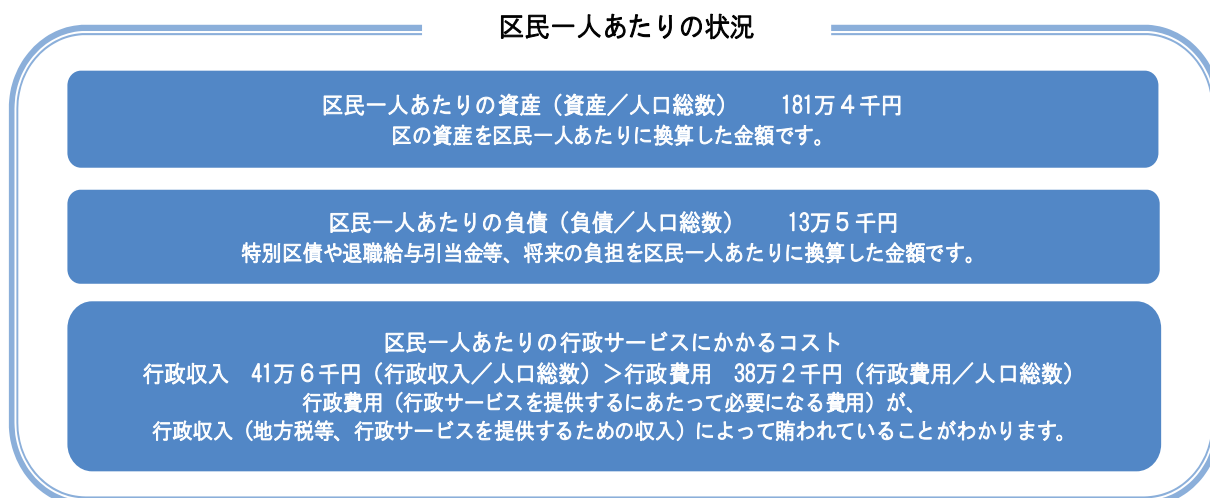 区民一人あたりの状況
区民一人あたりの資産（資産／人口総数）　　181万４千円
区の資産を区民一人あたりに換算した金額です。
区民一人あたりの負債（負債／人口総数）　　13万５千円
特別区債や退職給与引当金等、将来の負担を区民一人あたりに換算した金額です。
区民一人あたりの行政サービスにかかるコスト
行政収入　41万６千円（行政収入／人口総数）＞行政費用　38万２千円（行政費用／人口総数）
行政費用（行政サービスを提供するにあたって必要になる費用）が、
行政収入（地方税等、行政サービスを提供するための収入）によって賄われていることがわかります。